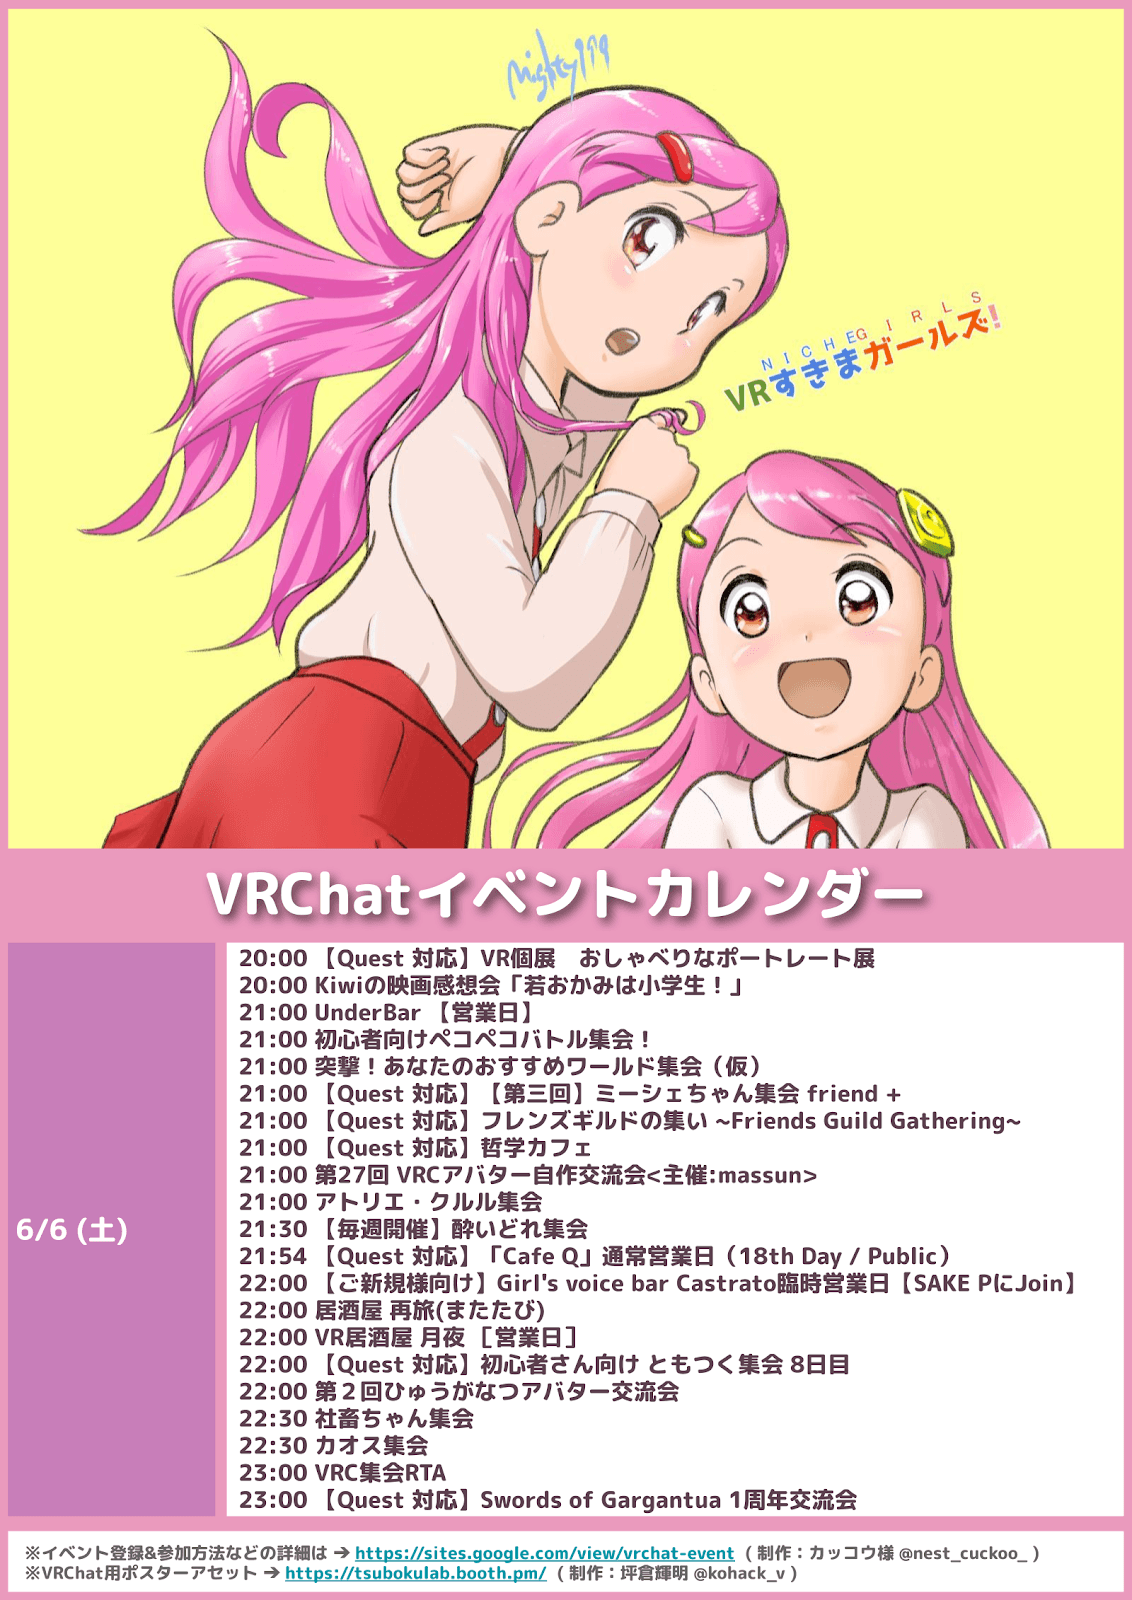 Mighty999
NICHE GIRLS
VRすきまガールズ!
VRChatイベントカレンダー
6/6 (土)
20:00 【Quest 対応】VR個展　おしゃべりなポートレート展
20:00 Kiwiの映画感想会「若おかみは小学生！」
21:00 UnderBar 【営業日】
21:00 初心者向けペコペコバトル集会！
21:00 突撃！あなたのおすすめワールド集会（仮）
21:00 【Quest 対応】【第三回】ミーシェちゃん集会 friend +
21:00 【Quest 対応】フレンズギルドの集い ~Friends Guild Gathering~
21:00 【Quest 対応】哲学カフェ
21:00 第27回 VRCアバター自作交流会<主催:massun>
21:00 アトリエ・クルル集会
21:30 【毎週開催】酔いどれ集会
21:54 【Quest 対応】「Cafe Q」通常営業日（18th Day / Public）
22:00 【ご新規様向け】Girl's voice bar Castrato臨時営業日【SAKE PにJoin】
22:00 居酒屋 再旅(またたび)
22:00 VR居酒屋 月夜 ［営業日］
22:00 【Quest 対応】初心者さん向け ともつく集会 8日目
22:00 第２回ひゅうがなつアバター交流会
22:30 社畜ちゃん集会
22:30 カオス集会
23:00 VRC集会RTA
23:00 【Quest 対応】Swords of Gargantua 1周年交流会
※イベント登録&参加方法などの詳細は ➔ https://sites.google.com/view/vrchat-event ( 制作：カッコウ様 @nest_cuckoo_ )
※VRChat用ポスターアセット ➔ https://tsubokulab.booth.pm/ ( 制作：坪倉輝明 @kohack_v )